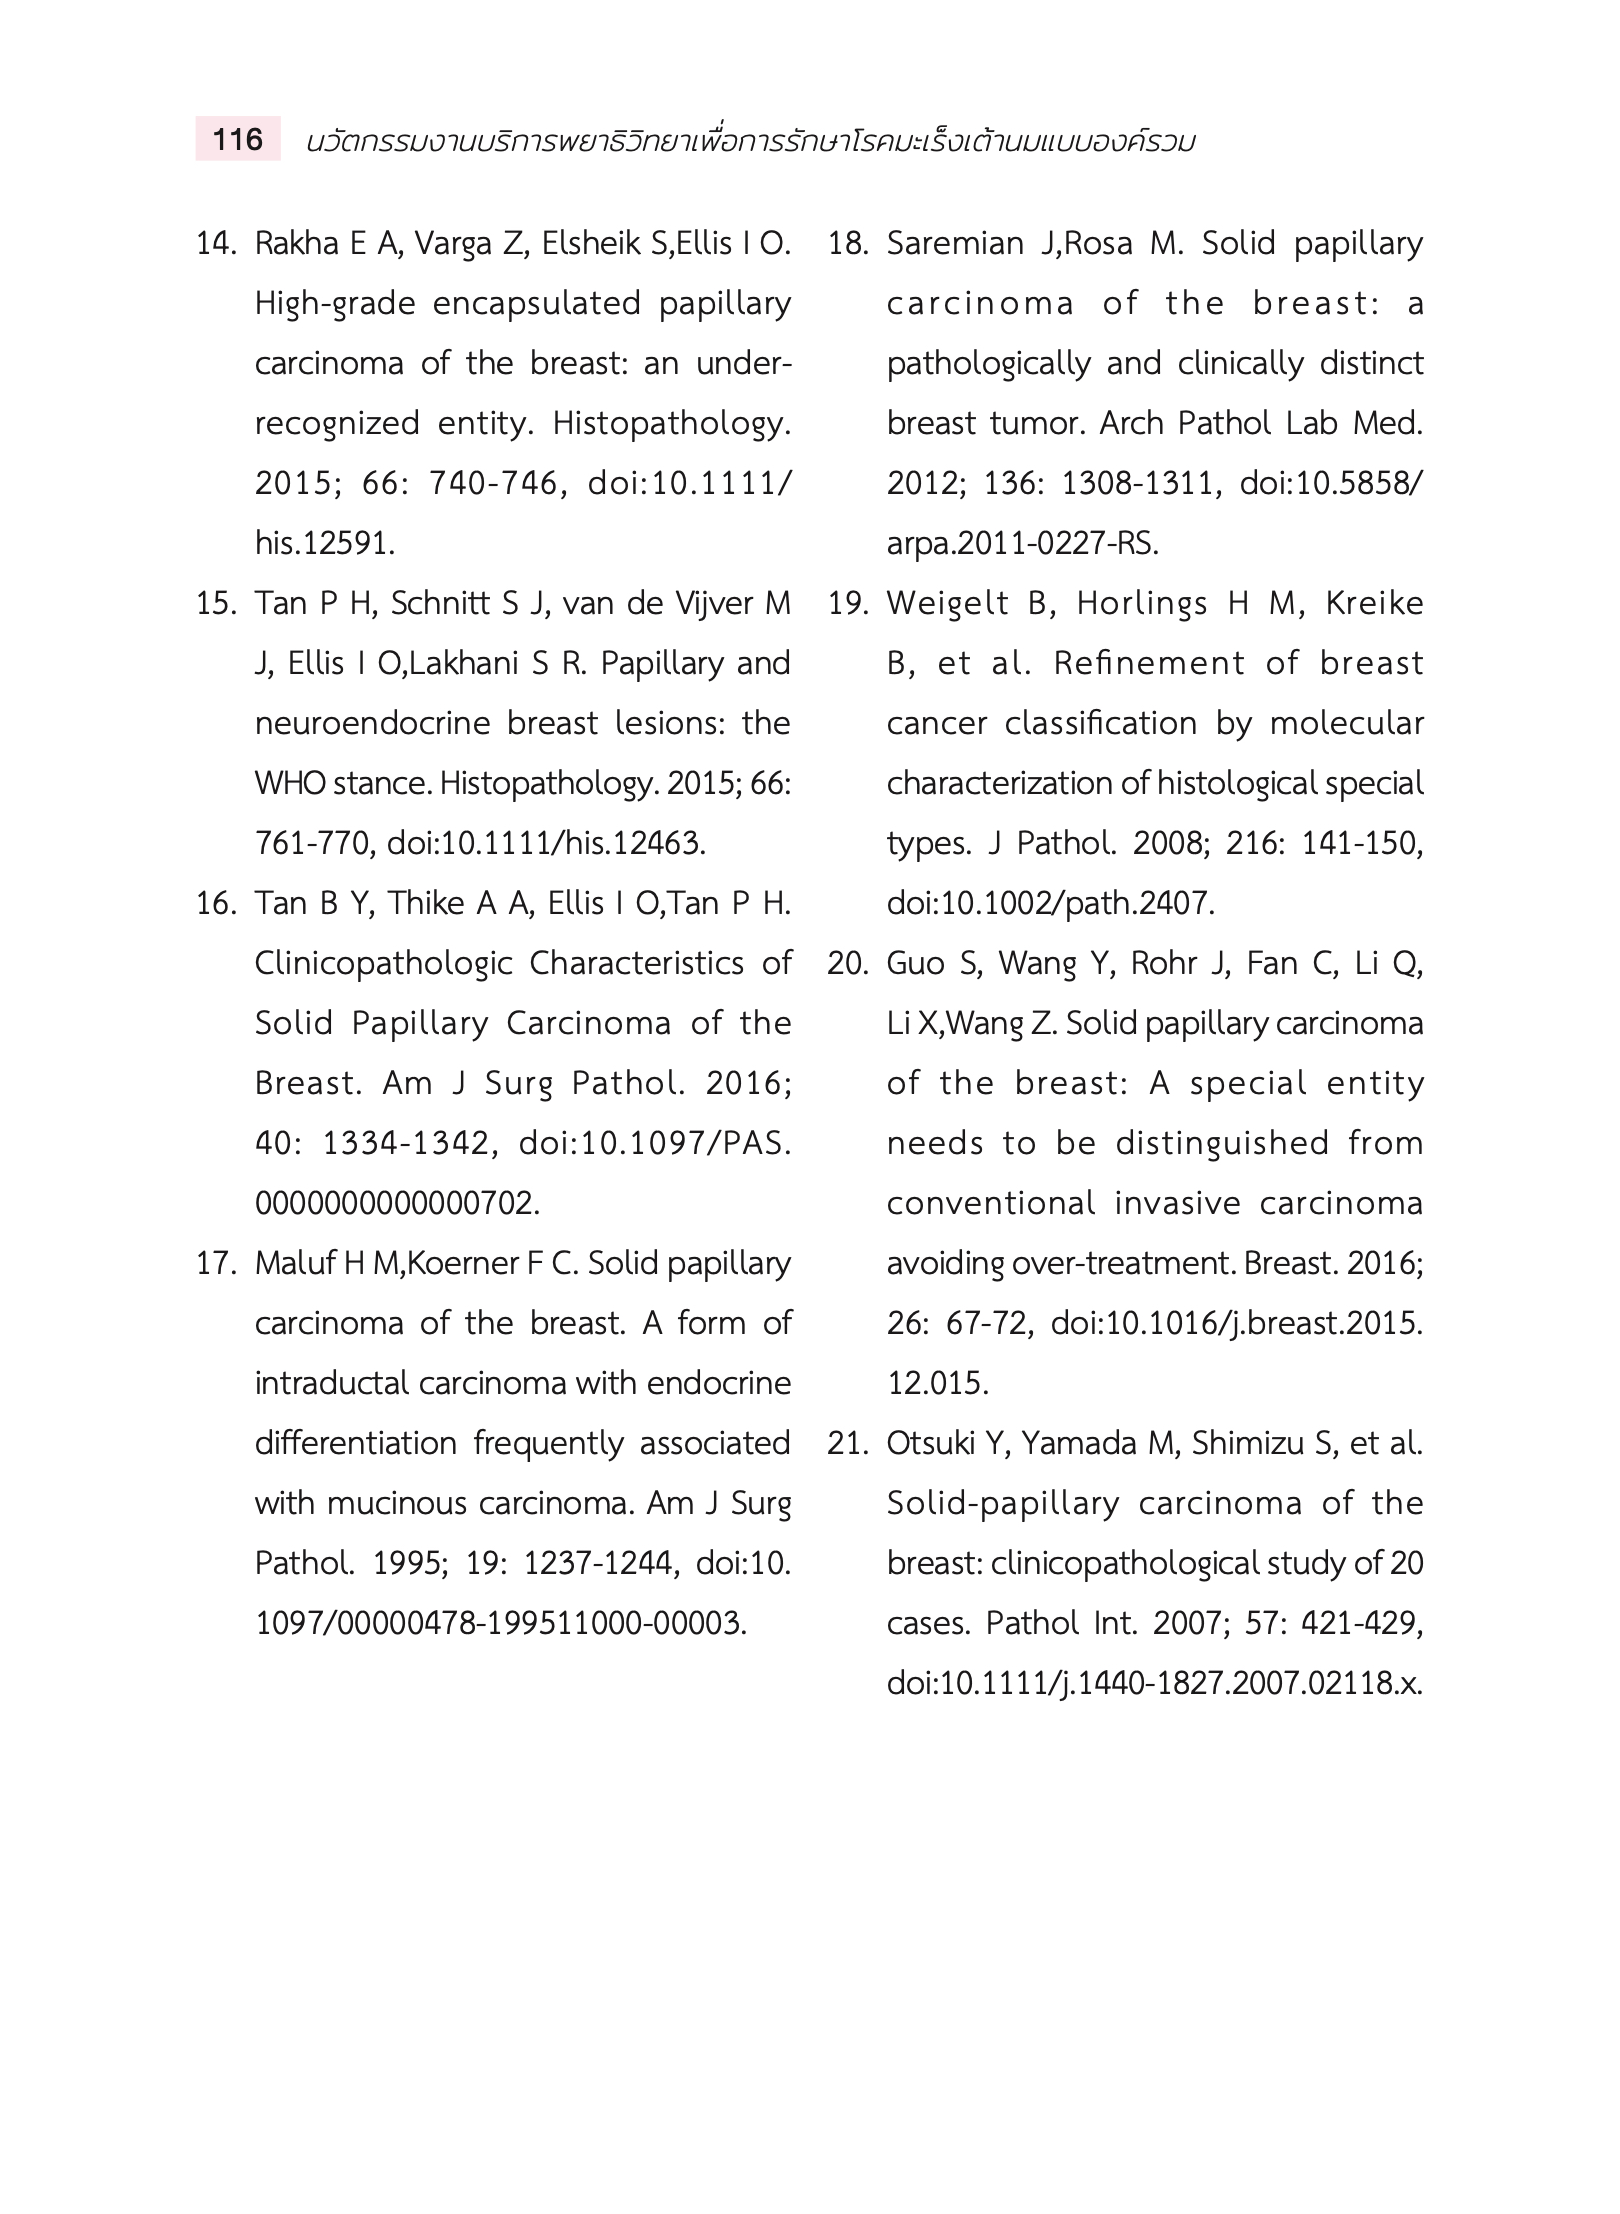 116 นวัตกรรมงานบริการพยาธิวิทยาเพื่อการรักษาโรคมะเร็งเต้านมแบบองค์รวม
14. Rakha E A, Varga Z, Elsheik S,Ellis I O.
High-grade encapsulated papillary
carcinoma of the breast: an under-
recognized entity. Histopathology.
2015; 66: 740-746, doi:10.1111/
his.12591.
15. Tan P H, Schnitt S J, van de Vijver M
J, Ellis I O,Lakhani S R. Papillary and
neuroendocrine breast lesions: the
WHO stance. Histopathology. 2015; 66:
761-770, doi:10.1111/his.12463.
16. Tan B Y, Thike A A, Ellis I O,Tan P H.
Clinicopathologic Characteristics of
Solid Papillary Carcinoma of the
Breast. Am J Surg Pathol. 2016;
40: 1334-1342, doi:10.1097/PAS.
0000000000000702.
17. Maluf H M,Koerner F C. Solid papillary
carcinoma of the breast. A form of
intraductal carcinoma with endocrine
differentiation frequently associated
with mucinous carcinoma. Am J Surg
Pathol. 1995; 19: 1237-1244, doi:10.
1097/00000478-199511000-00003.
18. Saremian J,Rosa M. Solid papillary
carcinoma of the breast: a
pathologically and clinically distinct
breast tumor. Arch Pathol Lab Med.
2012; 136: 1308-1311, doi:10.5858/
arpa.2011-0227-RS.
19. Weigelt B, Horlings H M, Kreike
B, et al. Refinement of breast
cancer classification by molecular
characterization of histological special
types. J Pathol. 2008; 216: 141-150,
doi:10.1002/path.2407.
20. Guo S, Wang Y, Rohr J, Fan C, Li Q,
Li X,Wang Z. Solid papillary carcinoma
of the breast: A special entity
needs to be distinguished from
conventional invasive carcinoma
avoiding over-treatment. Breast. 2016;
26: 67-72, doi:10.1016/j.breast.2015.
12.015.
21. Otsuki Y, Yamada M, Shimizu S, et al.
Solid-papillary carcinoma of the
breast: clinicopathological study of 20
cases. Pathol Int. 2007; 57: 421-429,
doi:10.1111/j.1440-1827.2007.02118.x.